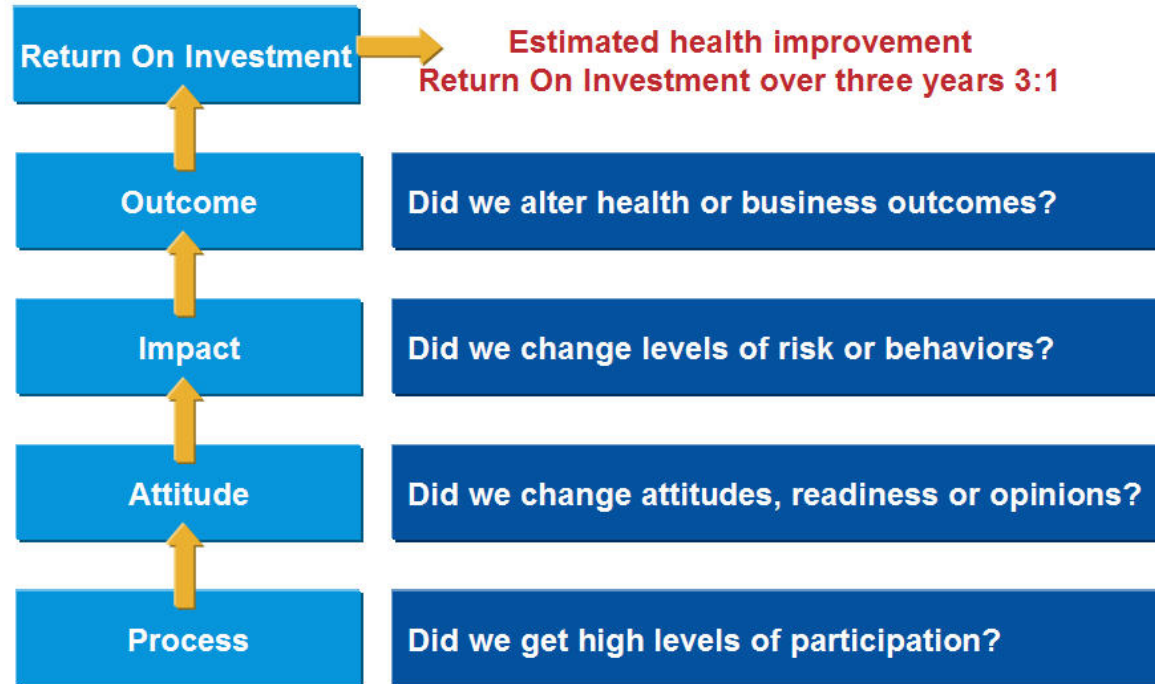 Return On Investment
Estimated health improvement
Return On Investment over three years 3:1
Outcome
Did we alter health or business outcomes?
Impact
Did we change levels of risk or behaviors?
Attitude
Did we change attitudes, readiness or opinions?
Process
Did we get high levels of participation?